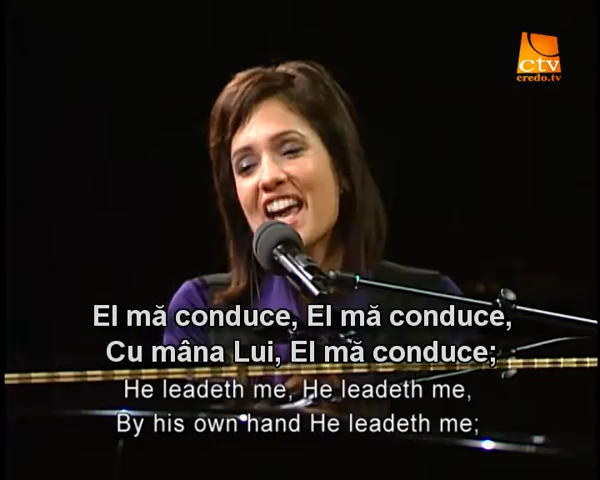 ctv
credo.tv
El mă conduce, El mă conduce,
Cu mâna Lui, El mă conduce;
He leadeth me, He leadeth me,
By his own hand He leadeth me;